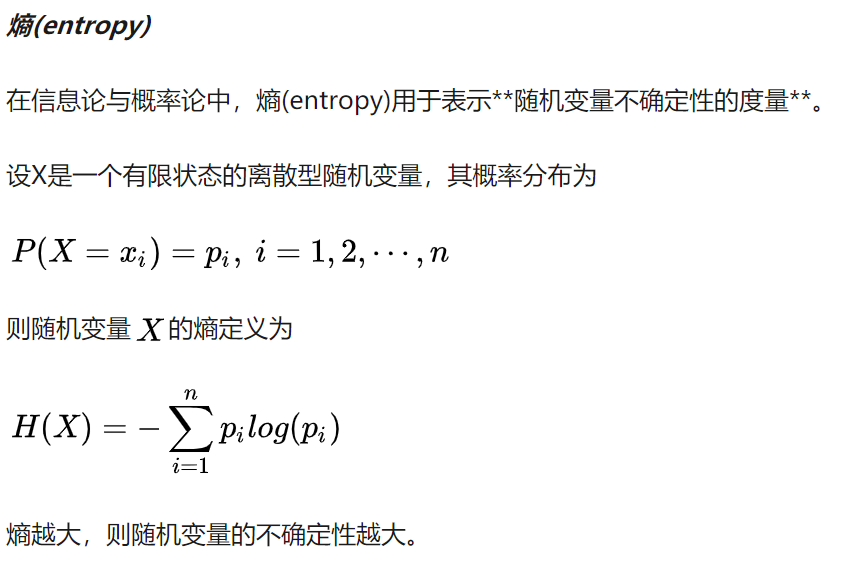 熵(entropy)
在信息论与概率论中，熵(entropy)用于表示**随机变量不确定性的度量**。
设X是一个有限状态的离散型随机变量，其概率分布为
P(X = x_i) = p_i, i = 1, 2, ⋯, n
则随机变量 X 的熵定义为
H(X) = − ∑_{i=1}^{n} p_i log(p_i)
熵越大，则随机变量的不确定性越大。